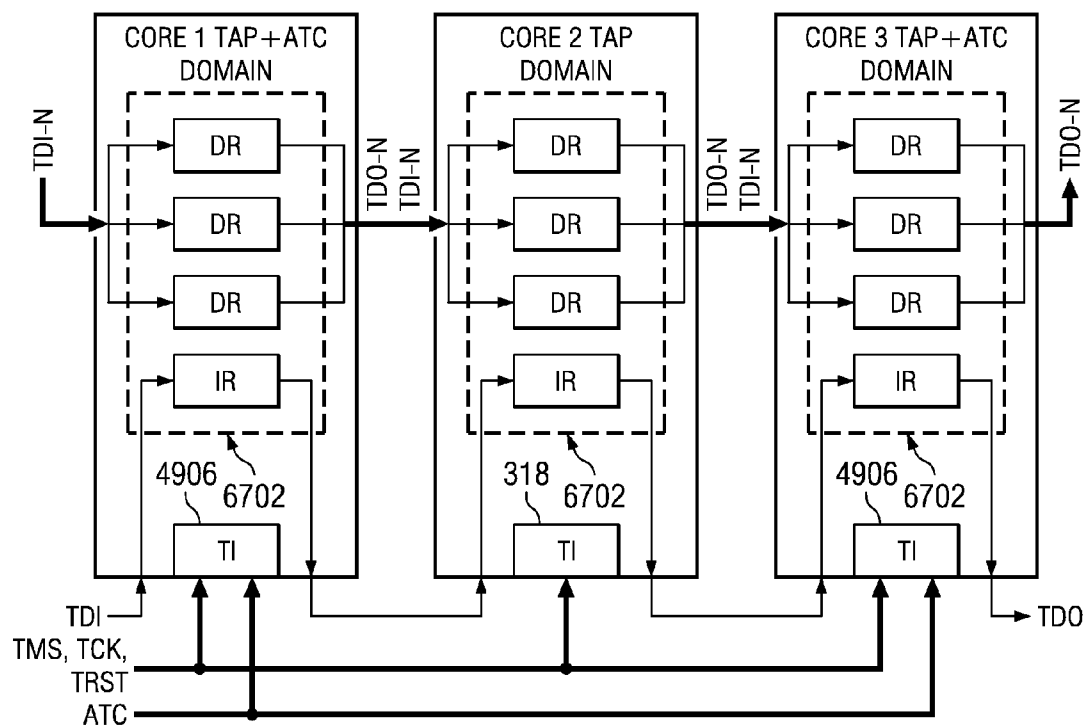 CORE 1 TAP+ATC
DOMAIN
CORE 2 TAP
DOMAIN
CORE 3 TAP+ATC
DOMAIN
TDI-N
DR
DR
DR
IR
TDO-N
TDI-N
DR
DR
DR
IR
TDO-N
TDI-N
DR
DR
DR
IR
TDO-N
4906
6702
318
6702
4906
6702
TI
TI
TI
TDI
TDO
TMS, TCK,
TRST
ATC